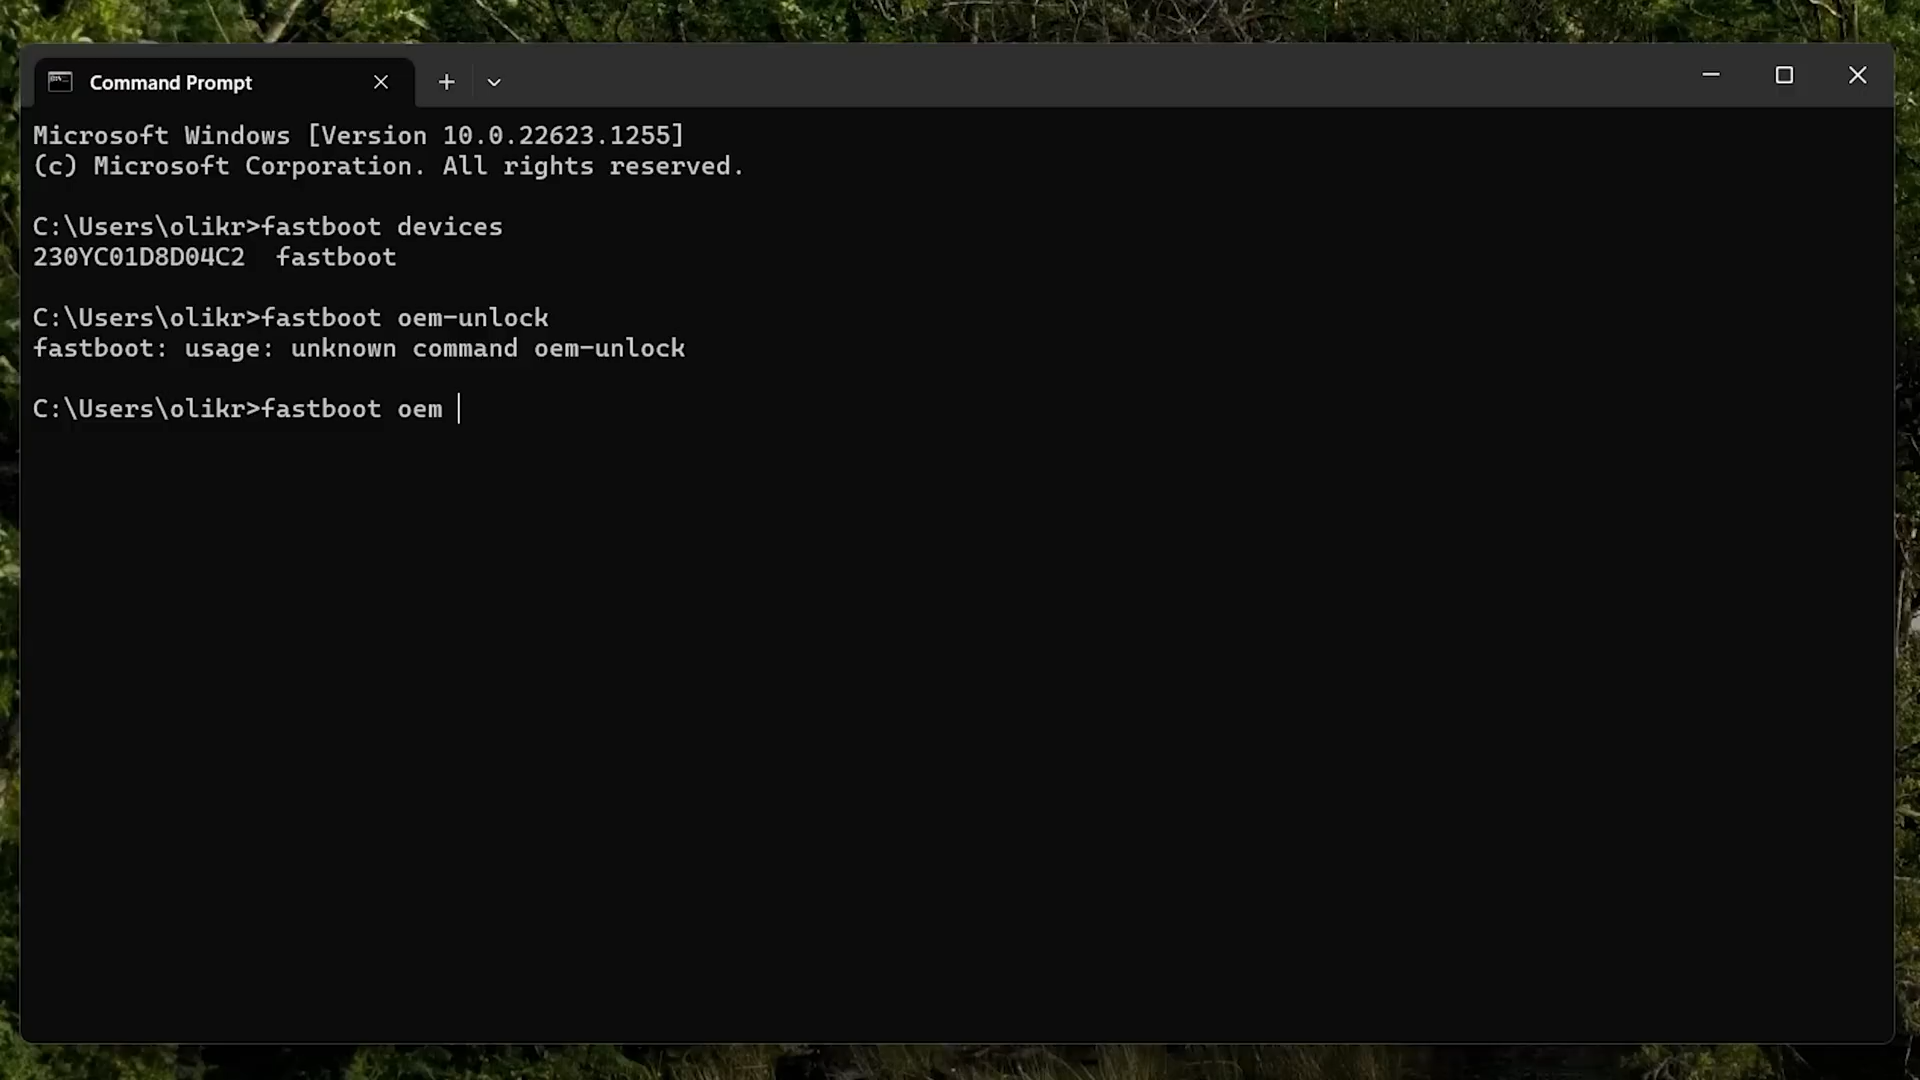 Command Prompt
Microsoft Windows [Version 10.0.22623.1255]
(c) Microsoft Corporation. All rights reserved.
C:\Users\olikr>fastboot devices
230YC01D8D04C2  fastboot
C:\Users\olikr>fastboot oem-unlock
fastboot: usage: unknown command oem-unlock
C:\Users\olikr>fastboot oem